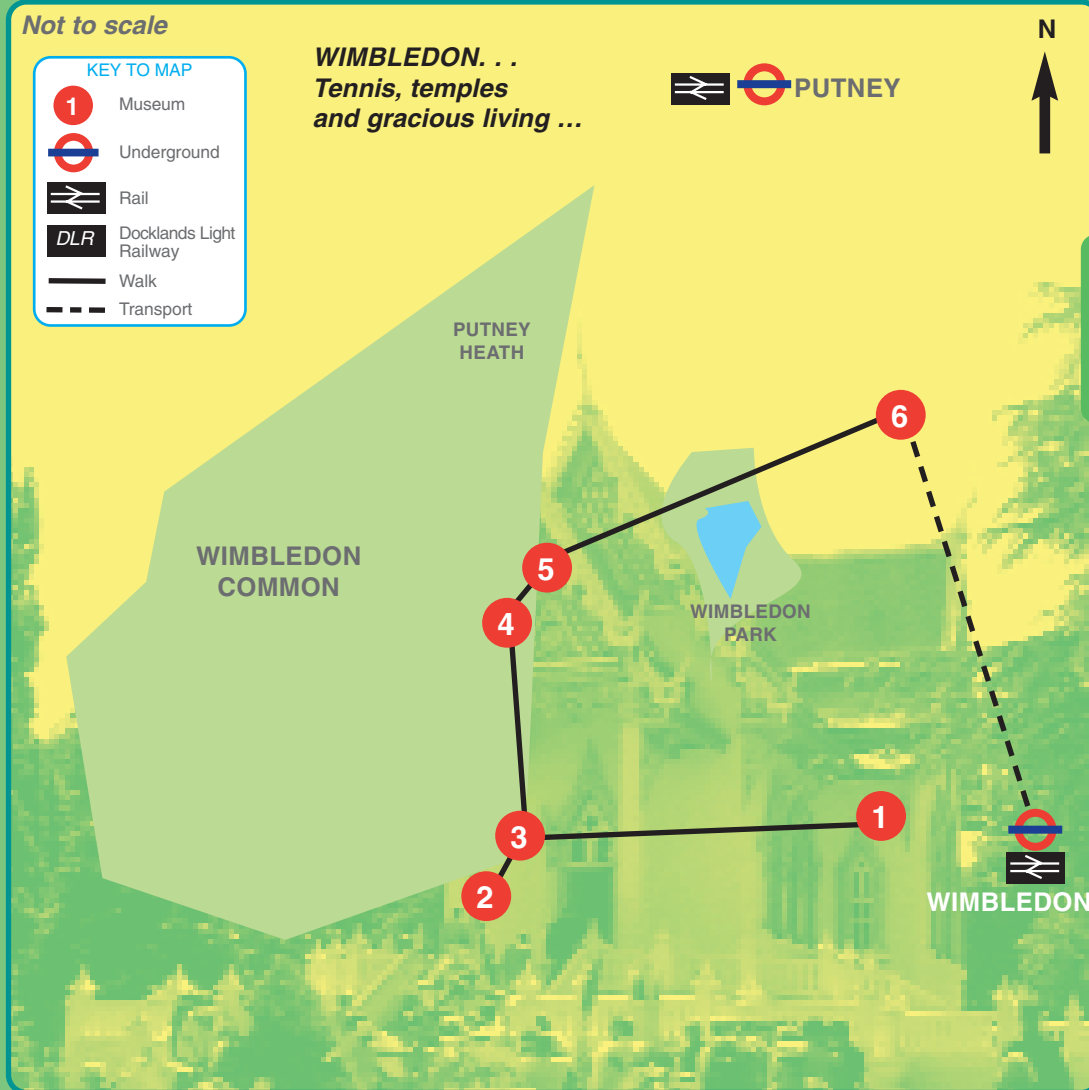 Not to scale
KEY TO MAP
1 Museum
Underground
Rail
DLR Docklands Light
Railway
Walk
Transport
WIMBLEDON. . .
Tennis, temples
and gracious living ...
PUTNEY
N
PUTNEY
HEATH
6
WIMBLEDON
COMMON
5
4
WIMBLEDON
PARK
3
1
2
WIMBLEDON